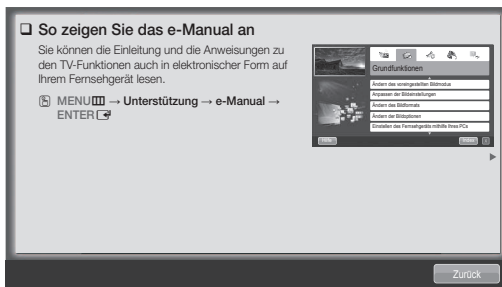 ❑ So zeigen Sie das e-Manual an
Sie können die Einleitung und die Anweisungen zu
den TV-Funktionen auch in elektronischer Form auf
Ihrem Fernsehgerät lesen.
MENU → Unterstützung → e-Manual →
ENTER
Grundfunktionen
Ändern des voreingestellten Bildmodus
Anpassen der Bildeinstellungen
Ändern des Bildformats
Ändern der Bildoptionen
Einstellen des Fernsehgeräts mithilfe Ihres PCs
Zurück